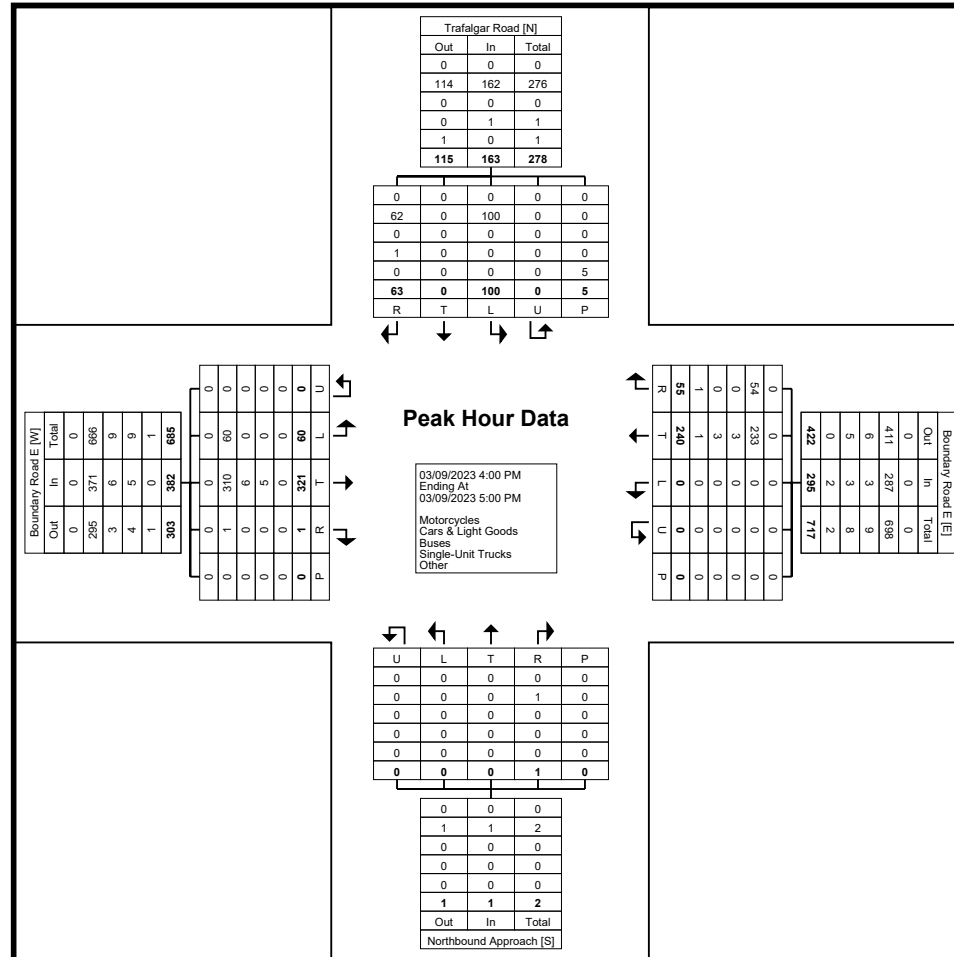 Trafalgar Road [N]
Out In Total
0 0 0
114 162 276
0 0 0
0 1 1
1 0 1
115 163 278
0 0 0 0 0
62 0 100 0 0
0 0 0 0 0
1 0 0 0 0
0 0 0 0 5
63 0 100 0 5
R T L U P
Boundary Road E [W]
Out In Total
0 0 0
295 371 666
3 6 9
4 5 9
1 0 1
303 382 685
0 0 0 0 0
0 60 310 1 0
0 0 6 0 0
0 0 5 0 0
0 0 0 0 0
0 60 321 1 0
U L T R P
Peak Hour Data
03/09/2023 4:00 PM
Ending At
03/09/2023 5:00 PM
Motorcycles
Cars & Light Goods
Buses
Single-Unit Trucks
Other
Boundary Road E [E]
Out In Total
0 0 0
411 287 698
6 3 9
5 3 8
0 2 2
422 295 717
0 0 0 0 0
54 233 0 0 0
0 3 0 0 0
0 3 0 0 0
1 1 0 0 0
55 240 0 0 0
R T L U P
U L T R P
0 0 0 0 0
0 0 0 1 0
0 0 0 0 0
0 0 0 0 0
0 0 0 0 0
0 0 0 1 0
0 0 0
1 1 2
0 0 0
0 0 0
0 0 0
1 1 2
Out In Total
Northbound Approach [S]